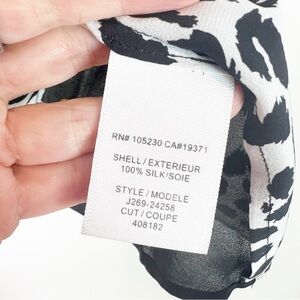 RN# 105230 CA#19371
SHELL / EXTERIEUR
100% SILK/SOIE
STYLE / MODELE
J269-24258
CUT / COUPE
408182